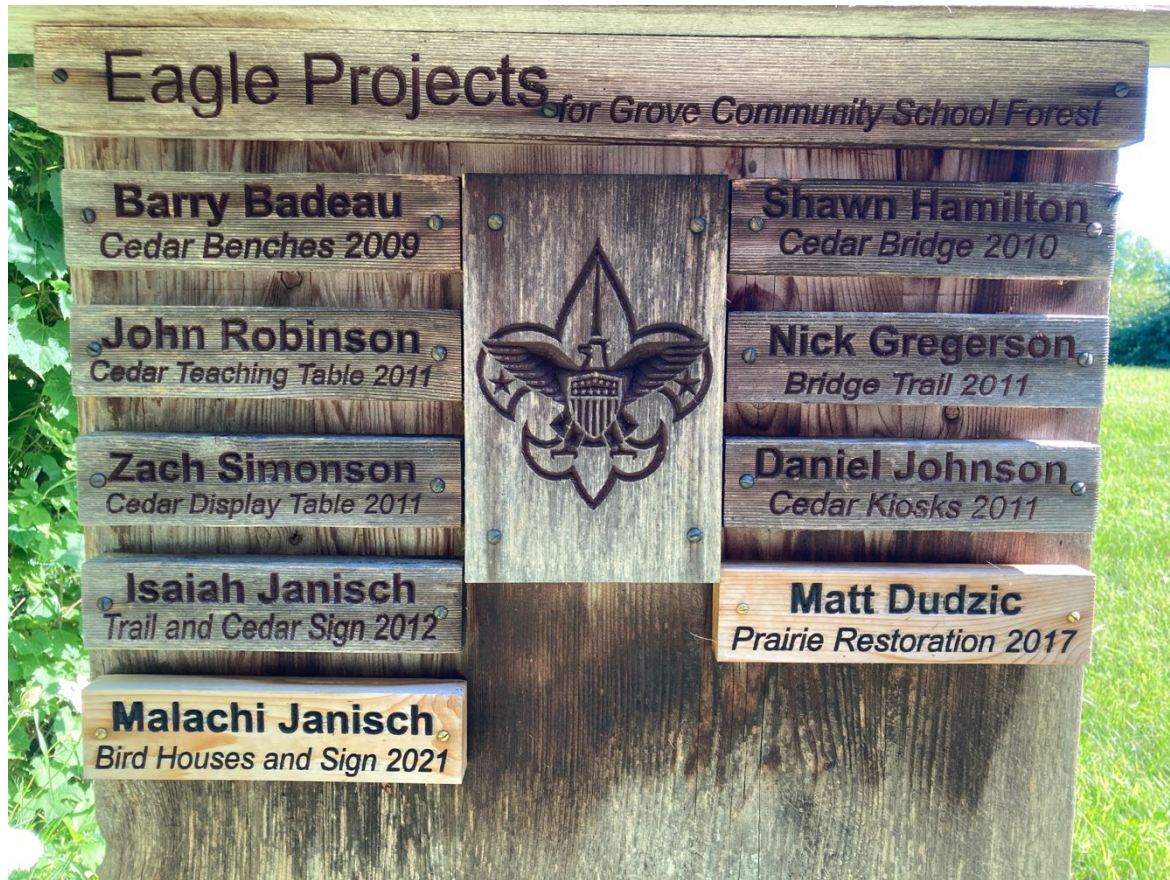 Eagle Projects for Grove Community School Forest
Barry Badeau
Cedar Benches 2009
Shawn Hamilton
Cedar Bridge 2010
John Robinson
Cedar Teaching Table 2011
Nick Gregerson
Bridge Trail 2011
Zach Simonson
Cedar Display Table 2011
Daniel Johnson
Cedar Kiosks 2011
Isaiah Janisch
Trail and Cedar Sign 2012
Matt Dudzic
Prairie Restoration 2017
Malachi Janisch
Bird Houses and Sign 2021